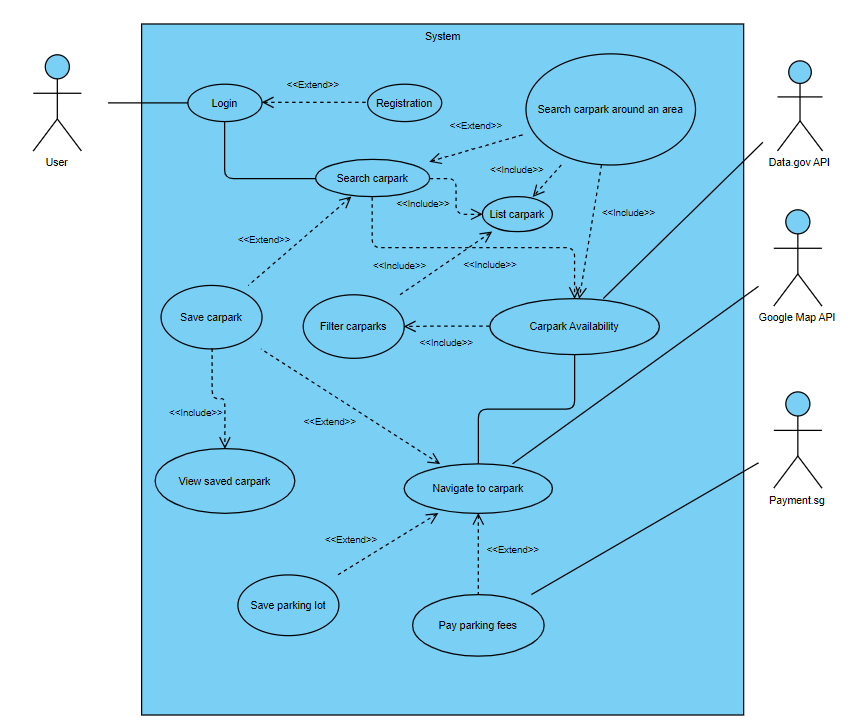 System
User
Login
<<Extend>>
Registration
Search carpark around an area
Data.gov API
<<Extend>>
Search carpark
<<Include>>
<<Include>>
List carpark
<<Include>>
<<Extend>>
<<Include>>
<<Include>>
Google Map API
Save carpark
Filter carparks
<<Include>>
Carpark Availability
<<Include>>
<<Extend>>
View saved carpark
Navigate to carpark
Payment.sg
<<Extend>>
<<Extend>>
Save parking lot
Pay parking fees